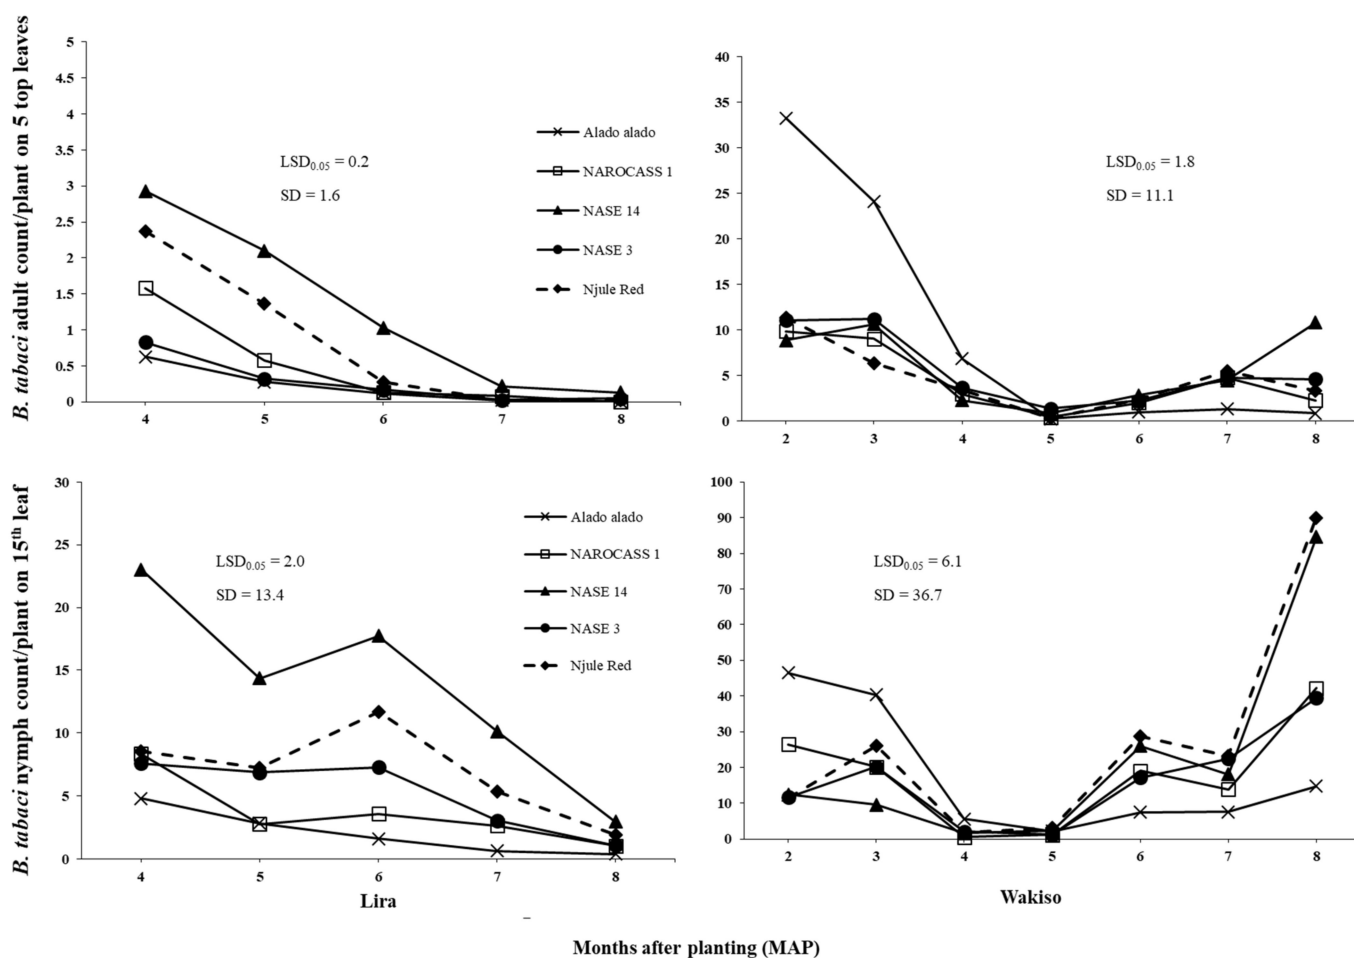 B. tabaci adult count/plant on 5 top leaves
5
4.5
4
3.5
3
2.5
2
1.5
1
0.5
0
4 5 6 7 8
LSD0.05 = 0.2
SD = 1.6
Alado alado
NAROCASS 1
NASE 14
NASE 3
Njule Red
40
35
30
25
20
15
10
5
0
2 3 4 5 6 7 8
LSD0.05 = 1.8
SD = 11.1
B. tabaci nymph count/plant on 15th leaf
30
25
20
15
10
5
0
4 5 6 7 8
LSD0.05 = 2.0
SD = 13.4
Alado alado
NAROCASS 1
NASE 14
NASE 3
Njule Red
Lira
100
90
80
70
60
50
40
30
20
10
0
2 3 4 5 6 7 8
LSD0.05 = 6.1
SD = 36.7
Wakiso
Months after planting (MAP)